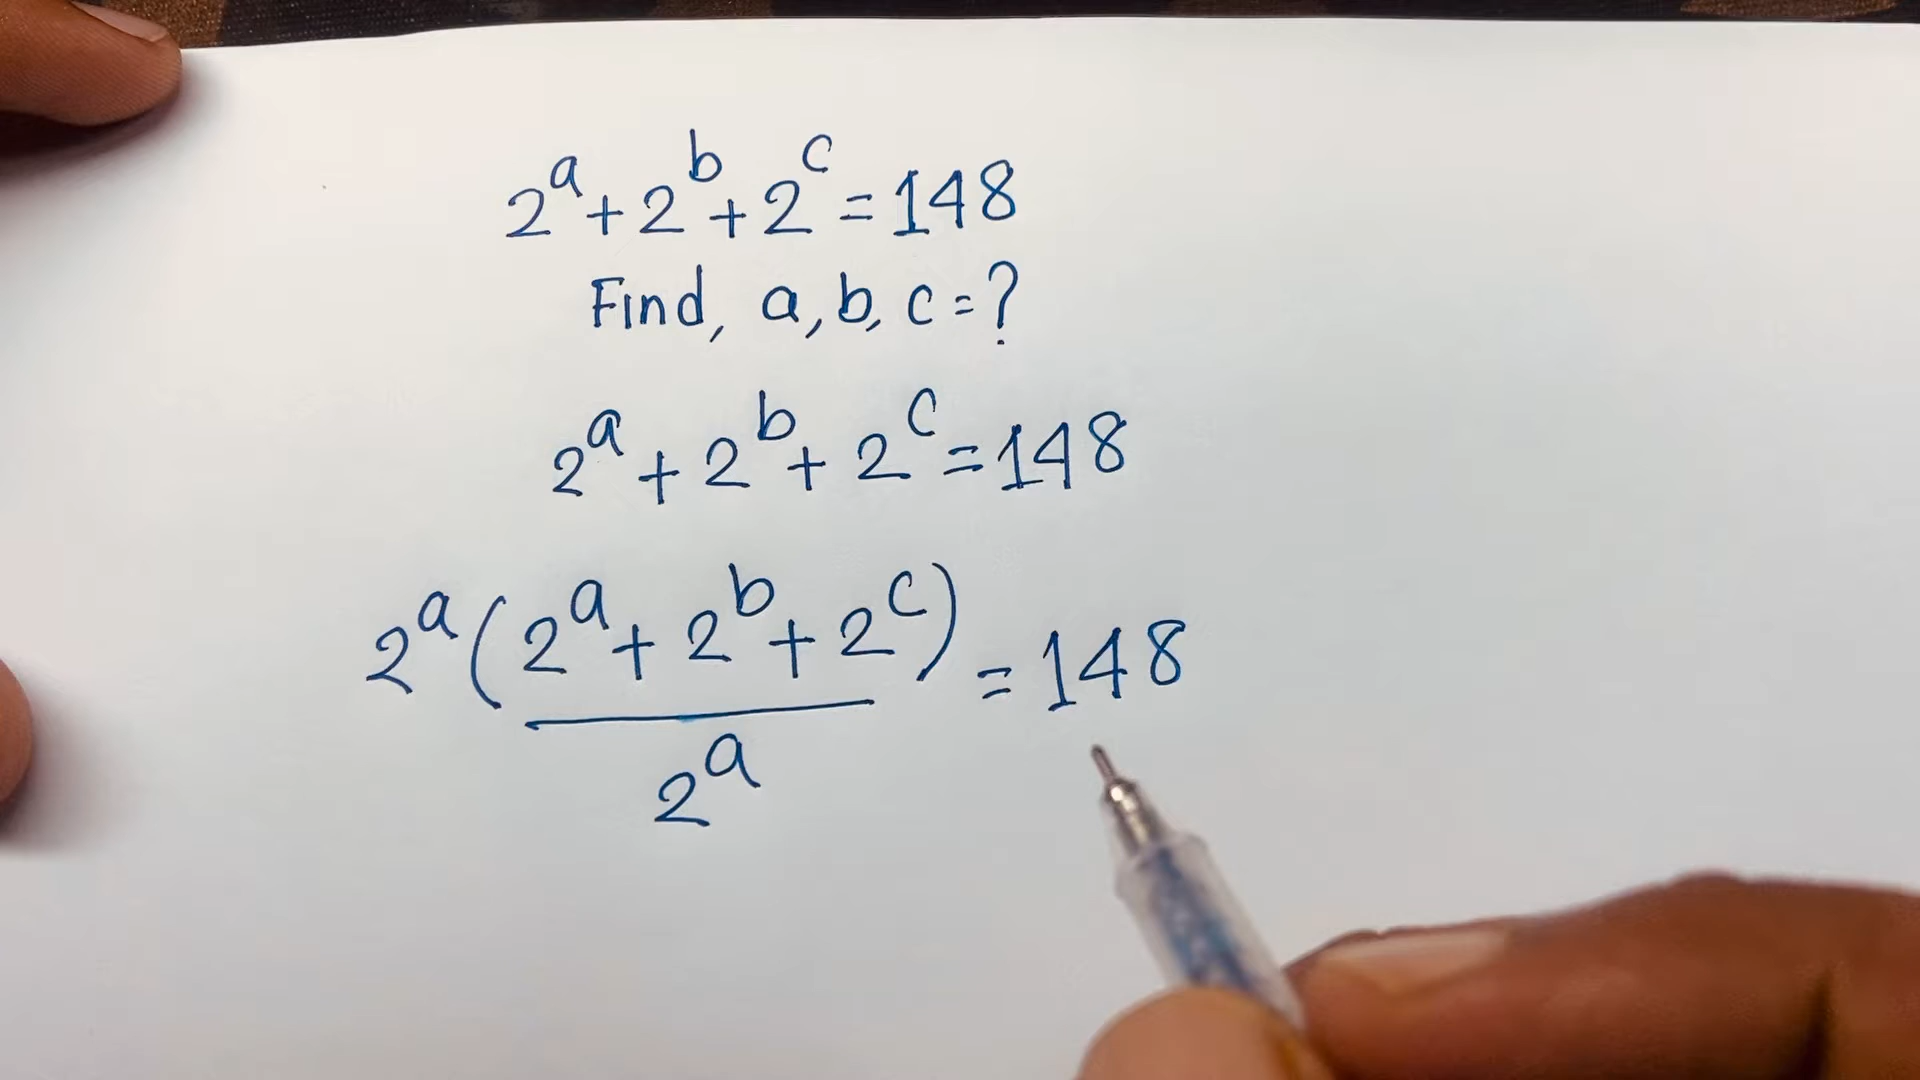 2^a + 2^b + 2^c = 148
Find, a, b, c = ?
2^a + 2^b + 2^c = 148
2^a (2^a + 2^b + 2^c) = 148
2^a